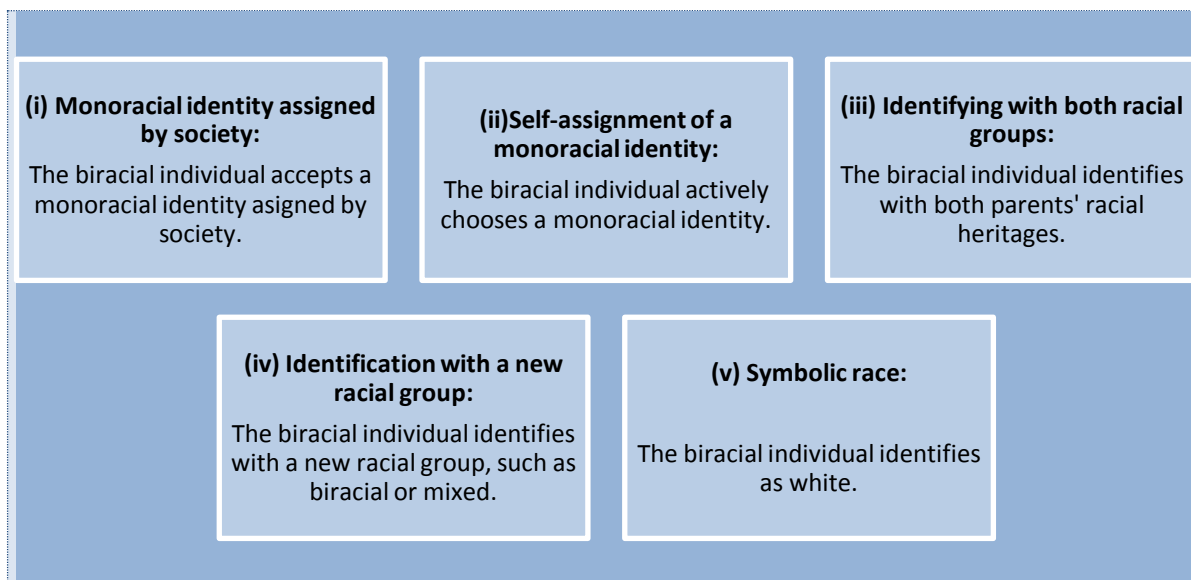 (i) Monoracial identity assigned
by society:
The biracial individual accepts a
monoracial identity asigned by
society.
(ii)Self-assignment of a
monoracial identity:
The biracial individual actively
chooses a monoracial identity.
(iii) Identifying with both racial
groups:
The biracial individual identifies
with both parents' racial
heritages.
(iv) Identification with a new
racial group:
The biracial individual identifies
with a new racial group, such as
biracial or mixed.
(v) Symbolic race:
The biracial individual identifies
as white.